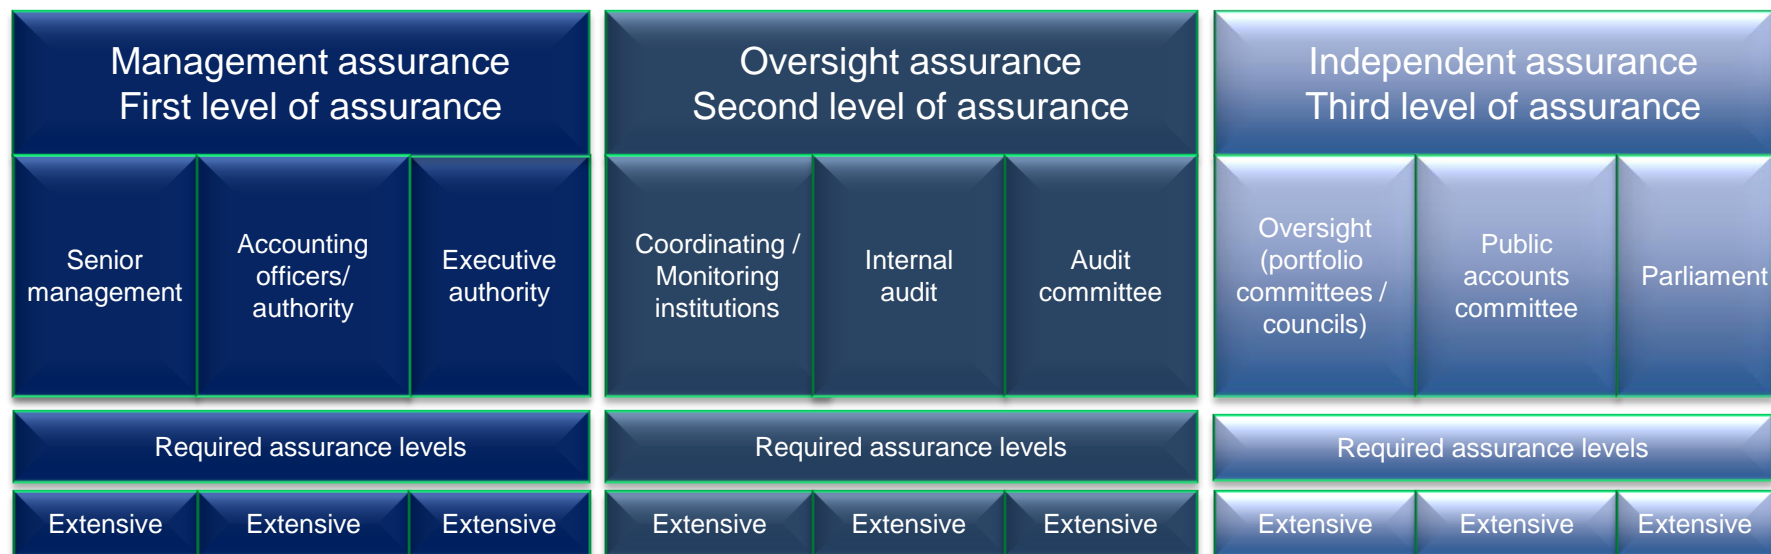 Management assurance
First level of assurance
Oversight assurance
Second level of assurance
Independent assurance
Third level of assurance
Senior
management
Accounting
officers/
authority
Executive
authority
Coordinating /
Monitoring
institutions
Internal
audit
Audit
committee
Oversight
(portfolio
committees /
councils)
Public
accounts
committee
Parliament
Required assurance levels
Required assurance levels
Required assurance levels
Extensive
Extensive
Extensive
Extensive
Extensive
Extensive
Extensive
Extensive
Extensive